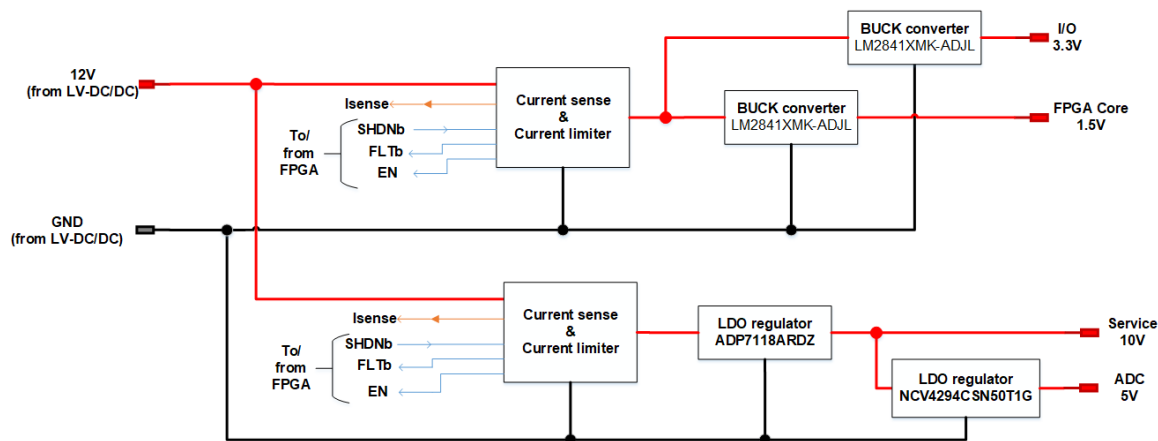 BUCK converter
LM2841XMK-ADJL
I/O
3.3V
12V
(from LV-DC/DC)
Isense
SHDNb
FLTb
EN
To/
from
FPGA
Current sense
&
Current limiter
BUCK converter
LM2841XMK-ADJL
FPGA Core
1.5V
GND
(from LV-DC/DC)
Isense
SHDNb
FLTb
EN
To/
from
FPGA
Current sense
&
Current limiter
LDO regulator
ADP7118ARDZ
Service
10V
LDO regulator
NCV4294CSN50T1G
ADC
5V